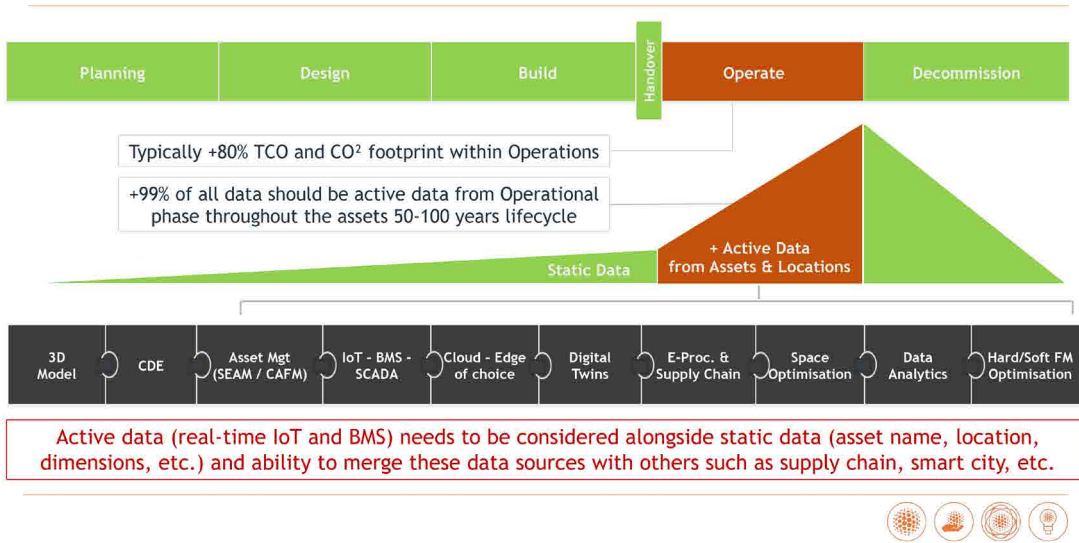 Planning
Design
Build
Handover
Operate
Decommission
Typically +80% TCO and CO² footprint within Operations
+99% of all data should be active data from Operational
phase throughout the assets 50-100 years lifecycle
Static Data
+ Active Data
from Assets & Locations
3D
Model
CDE
Asset Mgt
(SEAM / CAFM)
IoT - BMS -
SCADA
Cloud - Edge
of choice
Digital
Twins
E-Proc. &
Supply Chain
Space
Optimisation
Data
Analytics
Hard/Soft FM
Optimisation
Active data (real-time IoT and BMS) needs to be considered alongside static data (asset name, location,
dimensions, etc.) and ability to merge these data sources with others such as supply chain, smart city, etc.